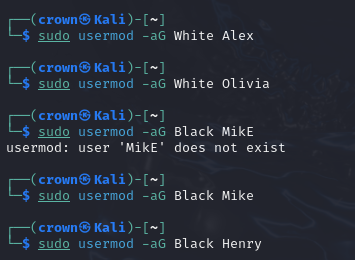 ┌──(crown㉿Kali)-[~]
└─$ sudo usermod -aG White Alex
┌──(crown㉿Kali)-[~]
└─$ sudo usermod -aG White Olivia
┌──(crown㉿Kali)-[~]
└─$ sudo usermod -aG Black MikE
usermod: user 'MikE' does not exist
┌──(crown㉿Kali)-[~]
└─$ sudo usermod -aG Black Mike
┌──(crown㉿Kali)-[~]
└─$ sudo usermod -aG Black Henry